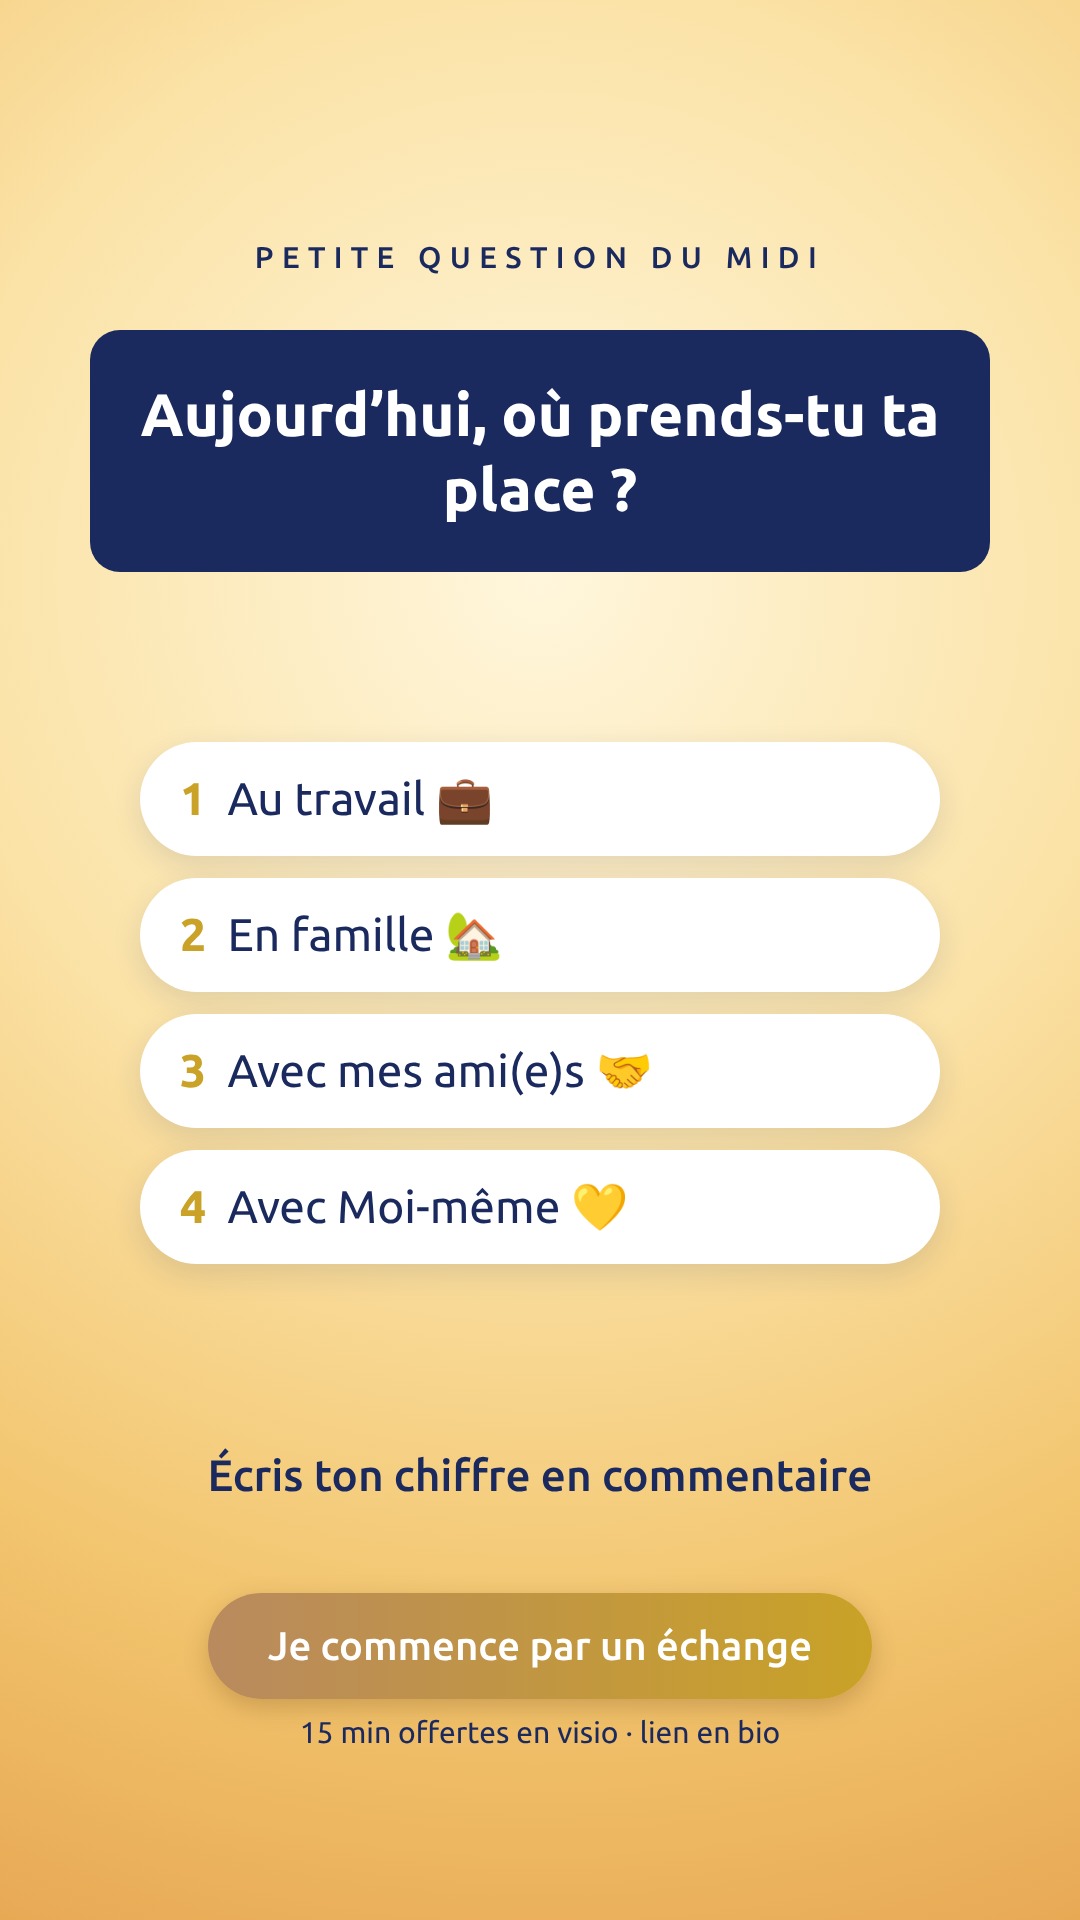 PETITE QUESTION DU MIDI
Aujourd’hui, où prends-tu ta
place ?
1 Au travail 💼
2 En famille 🏡
3 Avec mes ami(e)s 🤝
4 Avec Moi-même 💛
Écris ton chiffre en commentaire
Je commence par un échange
15 min offertes en visio · lien en bio